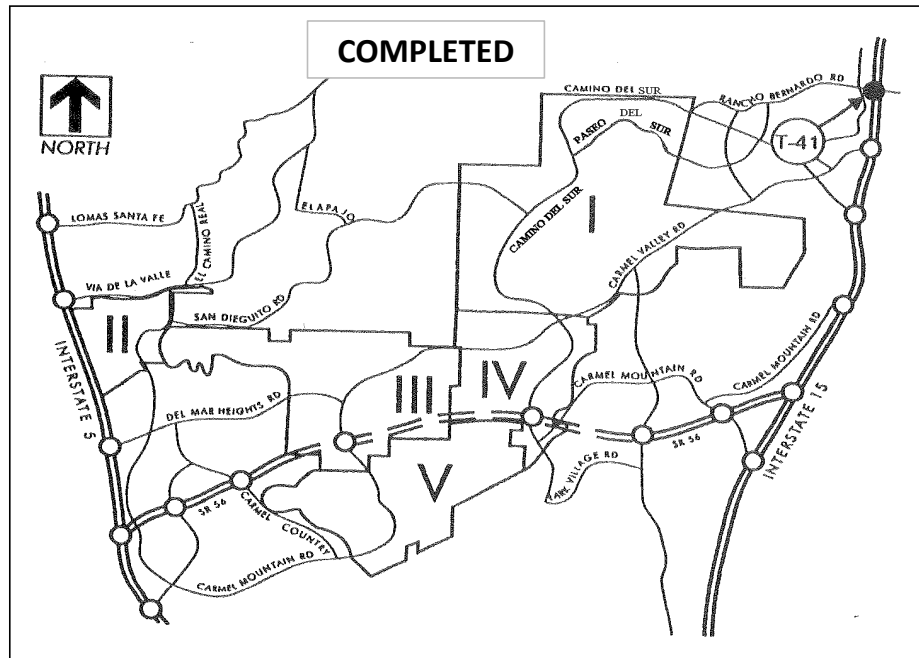 COMPLETED
NORTH
CAMINO DEL SUR
RANCHO BERNARDO RD
PASEO DEL SUR
T-41
LOMAS SANTA FE
EL CAMINO REAL
EL APAJO
CAMINO DEL SUR
I
CARMEL VALLEY RD
VIA DE LA VALLE
SAN DIEGUITO RD
II
INTERSTATE 5
III
IV
CARMEL MOUNTAIN RD
CARMEL MOUNTAIN RD
DEL MAR HEIGHTS RD
INTERSTATE 15
SR 56
V
PARK VILLAGE RD
SR 56
CARMEL COUNTRY
CARMEL MOUNTAIN RD